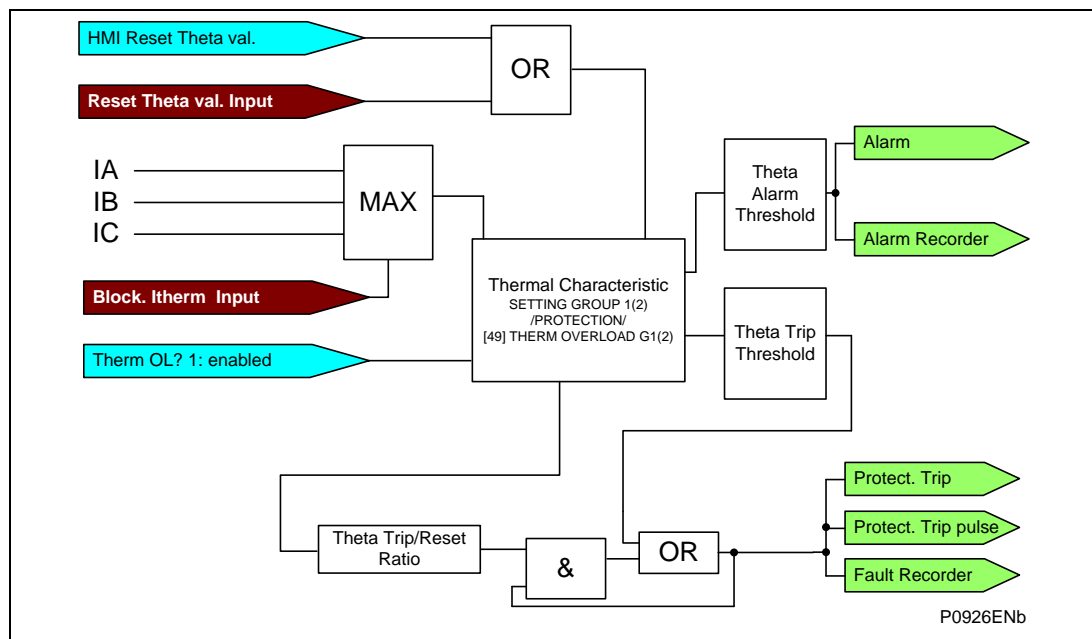 HMI Reset Theta val.
OR
Reset Theta val. Input
IA
IB
IC
MAX
Block. Itherm Input
Therm OL? 1: enabled
Thermal Characteristic
SETTING GROUP 1(2)
/PROTECTION/
[49] THERM OVERLOAD G1(2)
Theta
Alarm
Threshold
Alarm
Alarm Recorder
Theta Trip
Threshold
Theta Trip/Reset
Ratio
&
OR
Protect. Trip
Protect. Trip pulse
Fault Recorder
P0926ENb